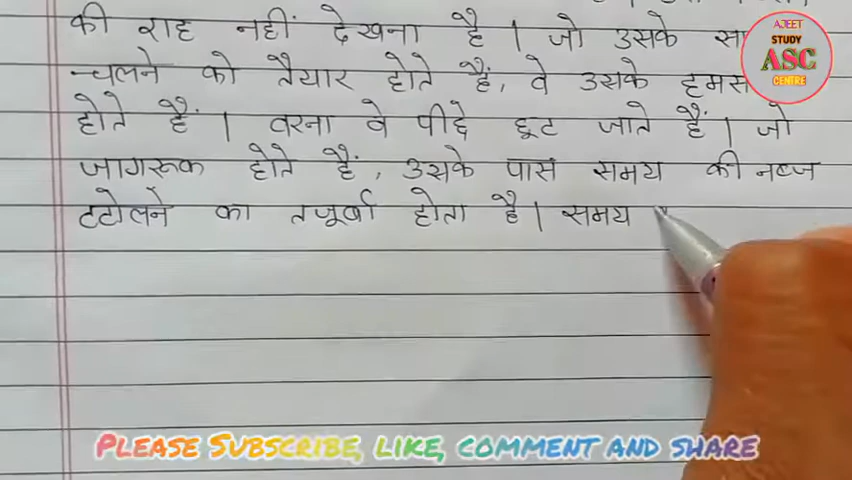 की राह नहीं देखना है । जो उसके सा
चलने को तैयार होते हैं, वे उसके हमस
होते हैं । वरना वे पीछे छूट जाते हैं । जो
जागरूक होते हैं, उसके पास समय की नब्ज
टटोलने का तजूर्बा होता है। समय
AJEET
STUDY
ASC
CENTRE
PLEASE SUBSCRIBE, LIKE, COMMENT AND SHARE